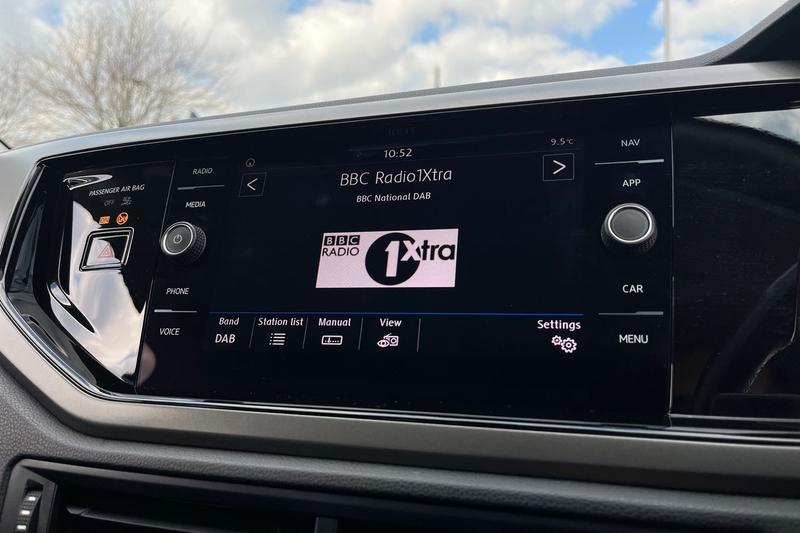 PASSENGER AIR BAG
OFF
ON
RADIO
MEDIA
PHONE
VOICE
10:52
9.5°C
<
BBC Radio1Xtra
>
BBC National DAB
BBC
RADIO
1Xtra
Band
DAB
Station list
Manual
View
Settings
NAV
APP
CAR
MENU